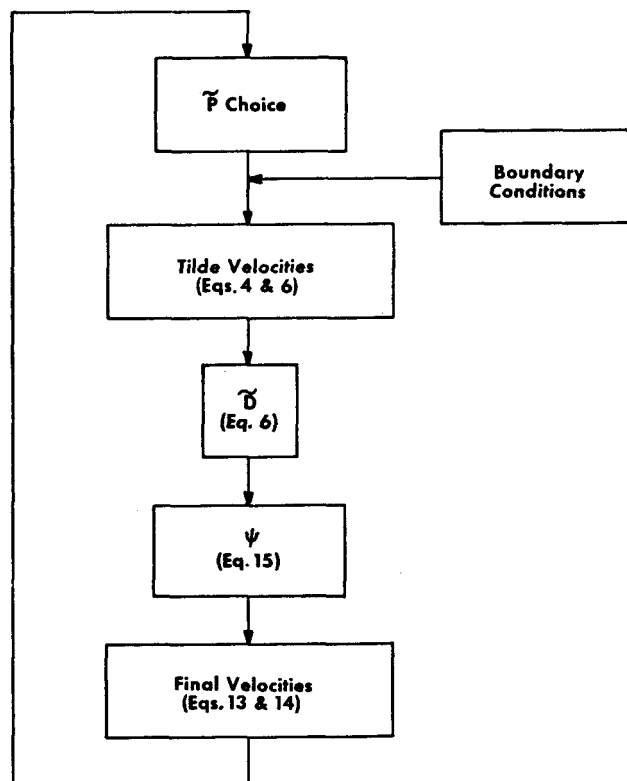 P̃ Choice
Boundary
Conditions
Tilde Velocities
(Eqs. 4 & 6)
D̃
(Eq. 6)
ψ
(Eq. 15)
Final Velocities
(Eqs. 13 & 14)